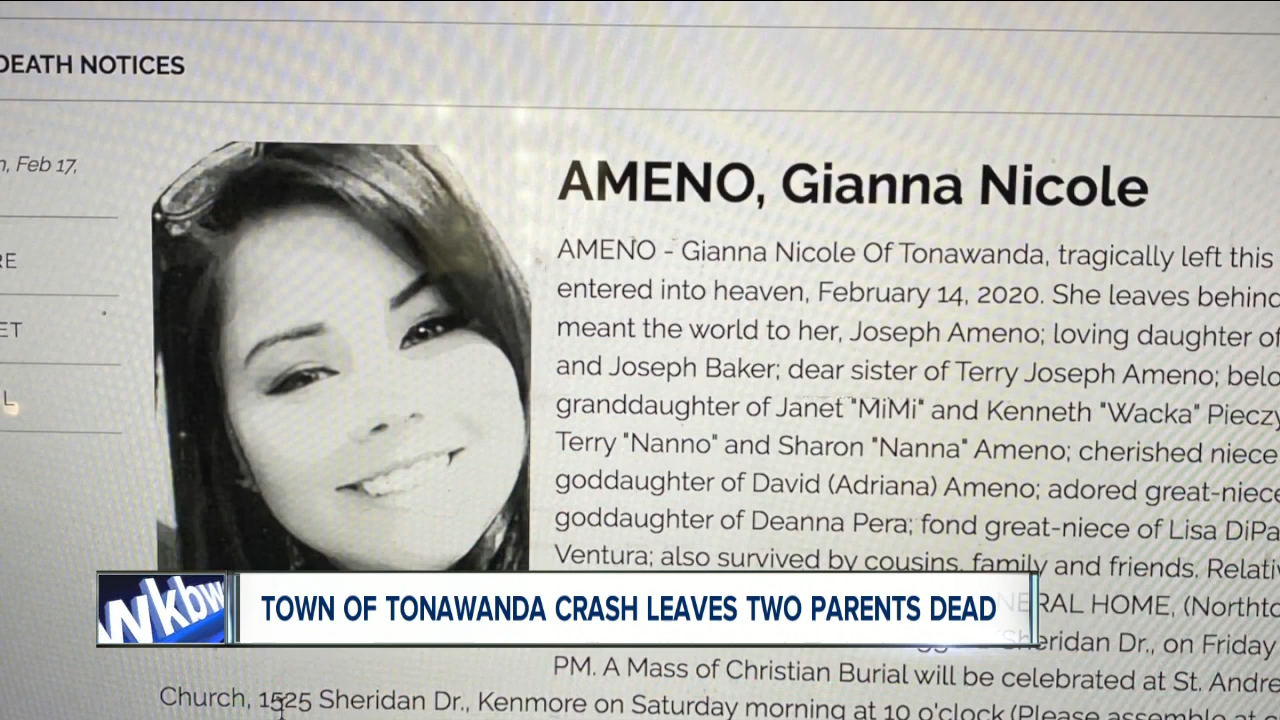 DEATH NOTICES
Feb 17,
RE
ET
L
AMENO, Gianna Nicole
AMENO - Gianna Nicole Of Tonawanda, tragically left this
entered into heaven, February 14, 2020. She leaves behind
meant the world to her, Joseph Ameno; loving daughter of
and Joseph Baker; dear sister of Terry Joseph Ameno; belo
granddaughter of Janet "MiMi" and Kenneth "Wacka" Pieczy
Terry "Nanno" and Sharon "Nanna" Ameno; cherished niece
goddaughter of David (Adriana) Ameno; adored great-niece
goddaughter of Deanna Pera; fond great-niece of Lisa DiPa
Ventura; also survived by cousins, family and friends. Relativ
NERAL HOME, (Northto
Sheridan Dr., on Friday
PM. A Mass of Christian Burial will be celebrated at St. Andre
Church, 1525 Sheridan Dr., Kenmore on Saturday morning at 10 o'clock (Please assemble at c
wkbw
TOWN OF TONAWANDA CRASH LEAVES TWO PARENTS DEAD